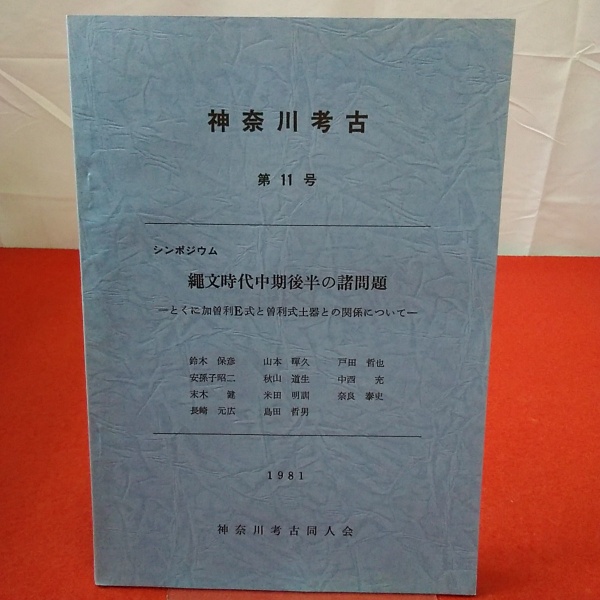 神奈川考古
第11号
シンポジウム
縄文時代中期後半の諸問題
―とくに加曽利E式と曽利式土器との関係について―
鈴木 保彦 山本 暉久 戸田 哲也
安孫子昭二 秋山 道生 中西 充
末木 健 米田 明訓 奈良 泰史
長崎 元広 島田 哲男
1981
神奈川考古同人会